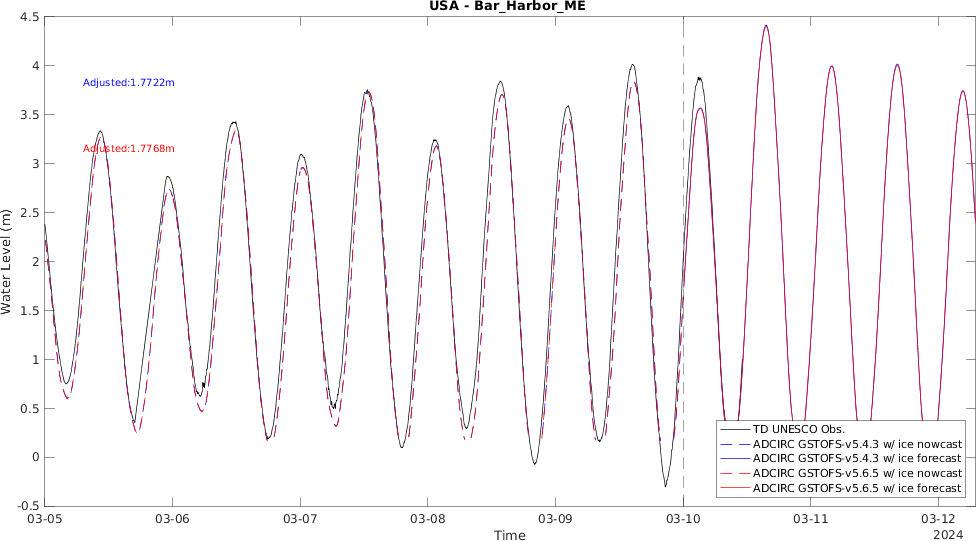 USA - Bar_Harbor_ME
4.5
4
3.5
3
2.5
2
1.5
1
0.5
0
-0.5
Water Level (m)
Adjusted:1.7722m
Adjusted:1.7768m
TD UNESCO Obs.
ADCIRC GSTOFS-v5.4.3 w/ ice nowcast
ADCIRC GSTOFS-v5.4.3 w/ ice forecast
ADCIRC GSTOFS-v5.6.5 w/ ice nowcast
ADCIRC GSTOFS-v5.6.5 w/ ice forecast
03-05 03-06 03-07 03-08 03-09 03-10 03-11 03-12
Time
2024